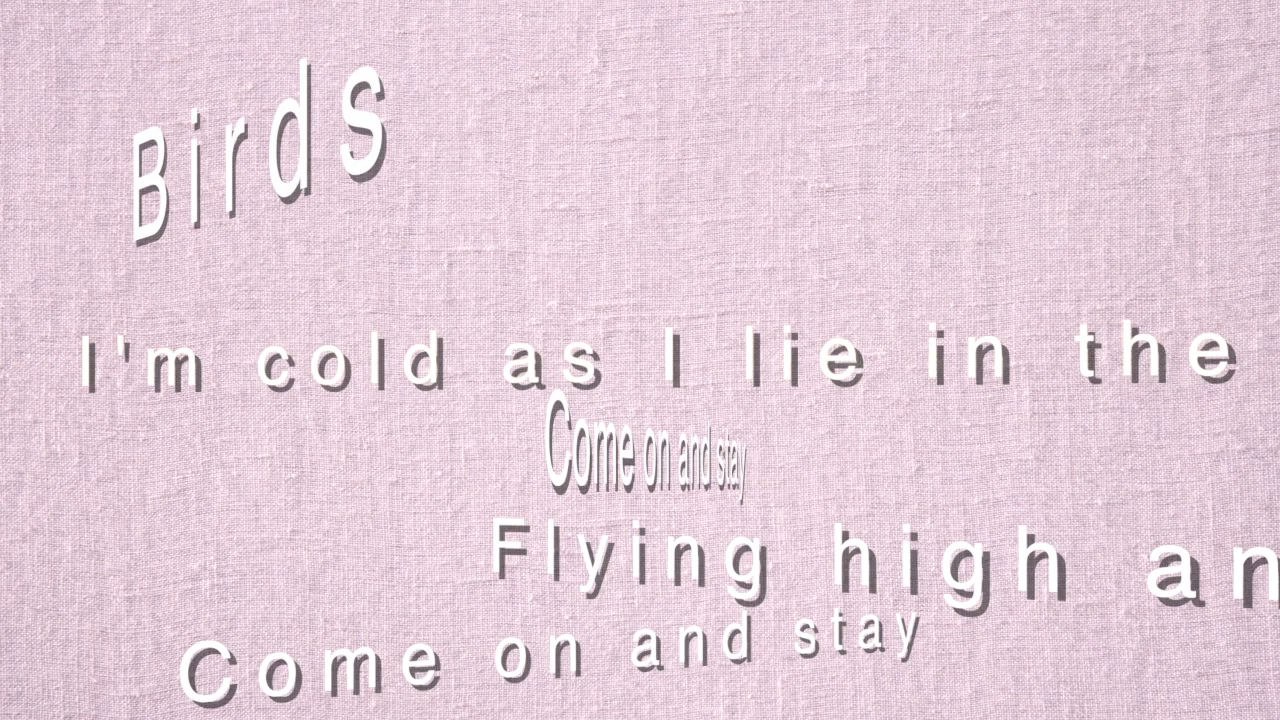 Birds
I'm cold as I lie in the
Come on and stay
Flying high an
Come on and stay